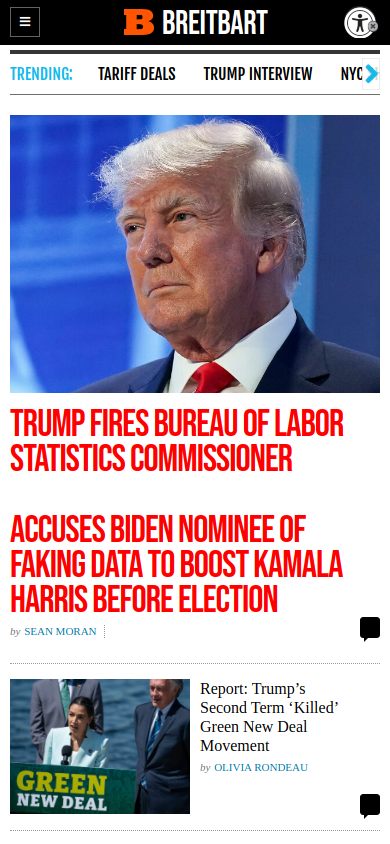 B BREITBART
TRENDING: TARIFF DEALS TRUMP INTERVIEW NYC
TRUMP FIRES BUREAU OF LABOR
STATISTICS COMMISSIONER
ACCUSES BIDEN NOMINEE OF
FAKING DATA TO BOOST KAMALA
HARRIS BEFORE ELECTION
by SEAN MORAN
Report: Trump’s
Second Term ‘Killed’
Green New Deal
Movement
by OLIVIA RONDEAU
GREEN
NEW DEAL